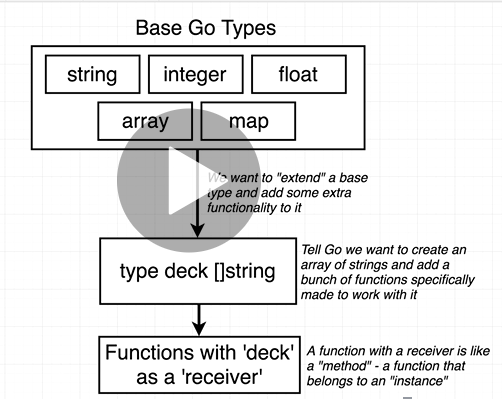 Base Go Types
string
integer
float
array
map
We want to "extend" a base
type and add some extra
functionality to it
type deck []string
Tell Go we want to create an
array of strings and add a
bunch of functions specifically
made to work with it
Functions with 'deck'
as a 'receiver'
A function with a receiver is like
a "method" - a function that
belongs to an "instance"